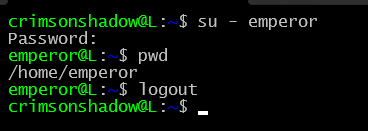 crimsonshadow@L:~$ su - emperor
Password:
emperor@L:~$ pwd
/home/emperor
emperor@L:~$ logout
crimsonshadow@L:~$